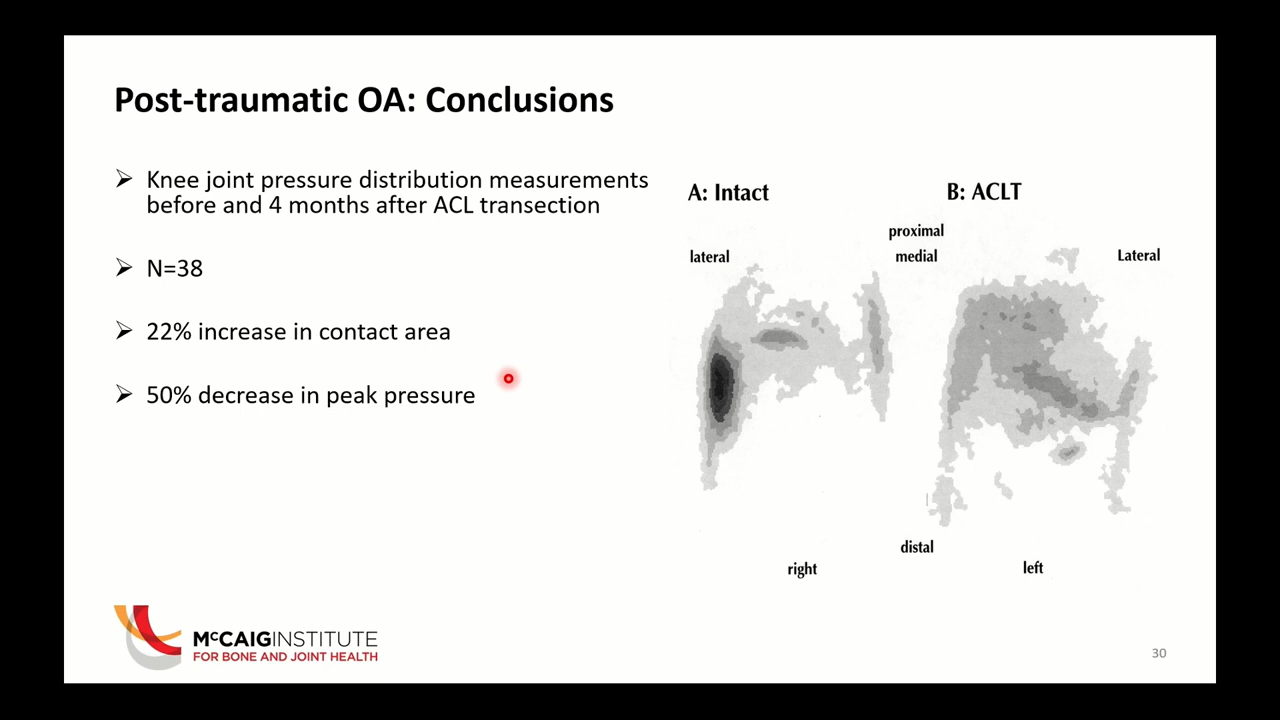 Post-traumatic OA: Conclusions
➢ Knee joint pressure distribution measurements
before and 4 months after ACL transection
➢ N=38
➢ 22% increase in contact area
➢ 50% decrease in peak pressure
A: Intact
B: ACLT
proximal
lateral
medial
Lateral
distal
right
left
McCAIG INSTITUTE
FOR BONE AND JOINT HEALTH
30